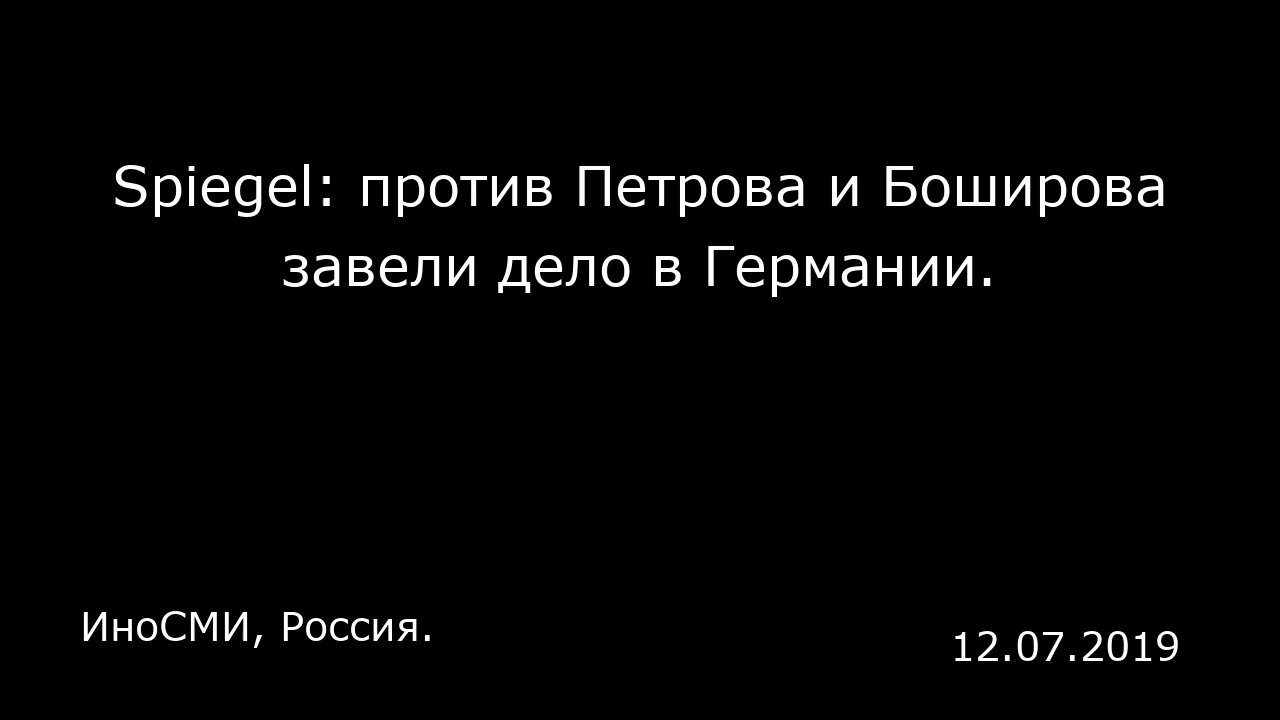 Spiegel: против Петрова и Боширова
завели дело в Германии.
ИноСМИ, Россия.
12.07.2019